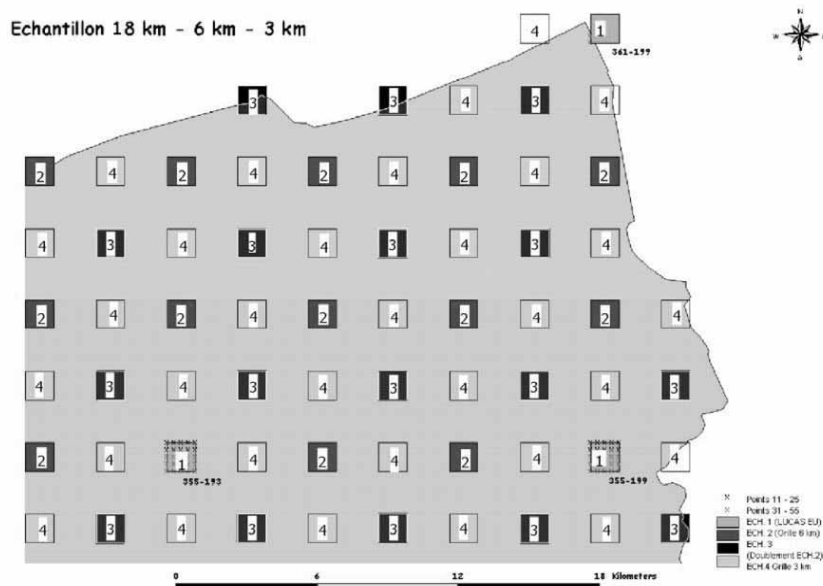 Echantillon 18 km - 6 km - 3 km
N
4 1
361-199
3 3 4 3 4
2 4 2 4 2 4 2 4 2
4 3 4 3 4 3 4 3 4
2 4 2 4 2 4 2 4 2 4
4 3 4 3 4 3 4 3 4 3
2 4 1 4 2 4 2 4 1 4
355-193 355-199
4 3 4 3 4 3 4 3 4 3
Points 11 - 25
Points 31 - 55
ECH. 1 (LUCAS EU)
ECH. 2 (Grille 6 km)
ECH. 3
(Doublement ECH.2)
ECH.4 Grille 3 km
0 6 12 18 Kilometers